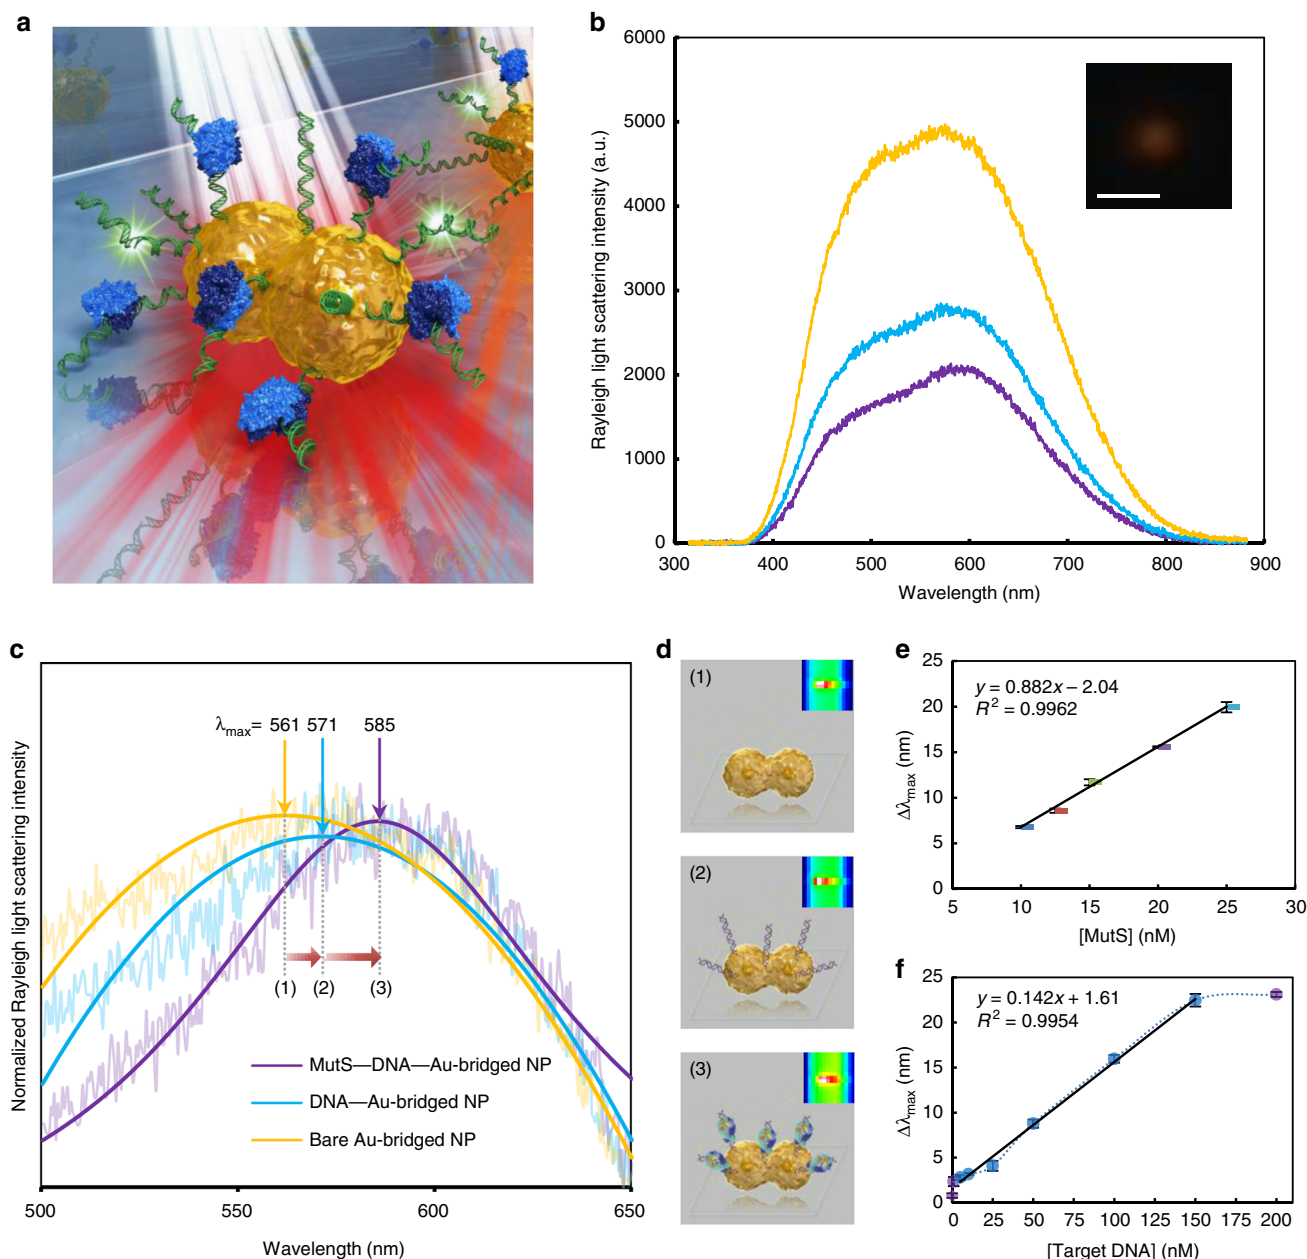 a
b
6000
5000
4000
3000
2000
1000
0
Rayleigh light scattering intensity (a.u.)
300 400 500 600 700 800 900
Wavelength (nm)
c
λmax= 561 571 585
(1) (2) (3)
MutS—DNA—Au-bridged NP
DNA—Au-bridged NP
Bare Au-bridged NP
Normalized Rayleigh light scattering intensity
500 550 600 650
Wavelength (nm)
d
(1)
(2)
(3)
e
25
20
15
10
5
0
y = 0.882x – 2.04
R² = 0.9962
Δλmax (nm)
5 10 15 20 25 30
[MutS] (nM)
f
25
20
15
10
5
0
y = 0.142x + 1.61
R² = 0.9954
Δλmax (nm)
0 25 50 75 100 125 150 175 200
[Target DNA] (nM)